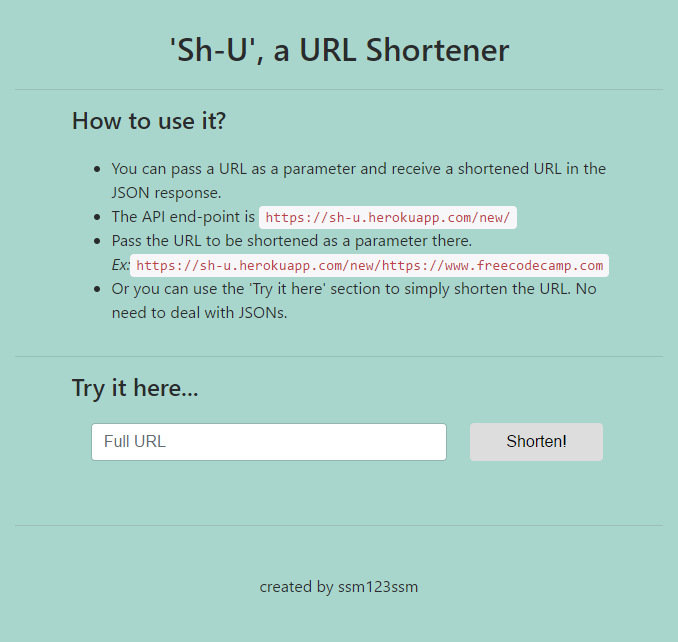 'Sh-U', a URL Shortener
How to use it?
You can pass a URL as a parameter and receive a shortened URL in the
JSON response.
The API end-point is https://sh-u.herokuapp.com/new/
Pass the URL to be shortened as a parameter there.
Ex:https://sh-u.herokuapp.com/new/https://www.freecodecamp.com
Or you can use the 'Try it here' section to simply shorten the URL. No
need to deal with JSONs.
Try it here...
Full URL Shorten!
created by ssm123ssm